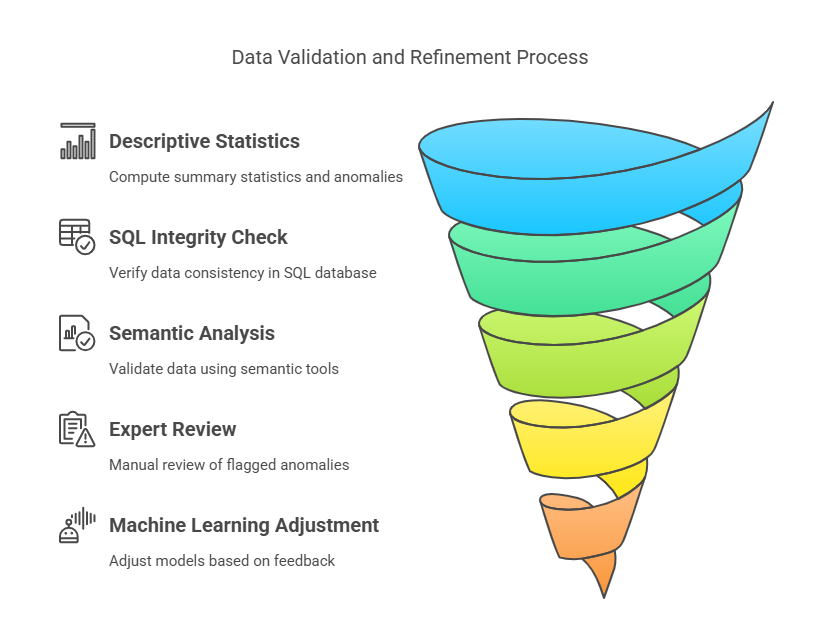 Data Validation and Refinement Process
Descriptive Statistics
Compute summary statistics and anomalies
SQL Integrity Check
Verify data consistency in SQL database
Semantic Analysis
Validate data using semantic tools
Expert Review
Manual review of flagged anomalies
Machine Learning Adjustment
Adjust models based on feedback